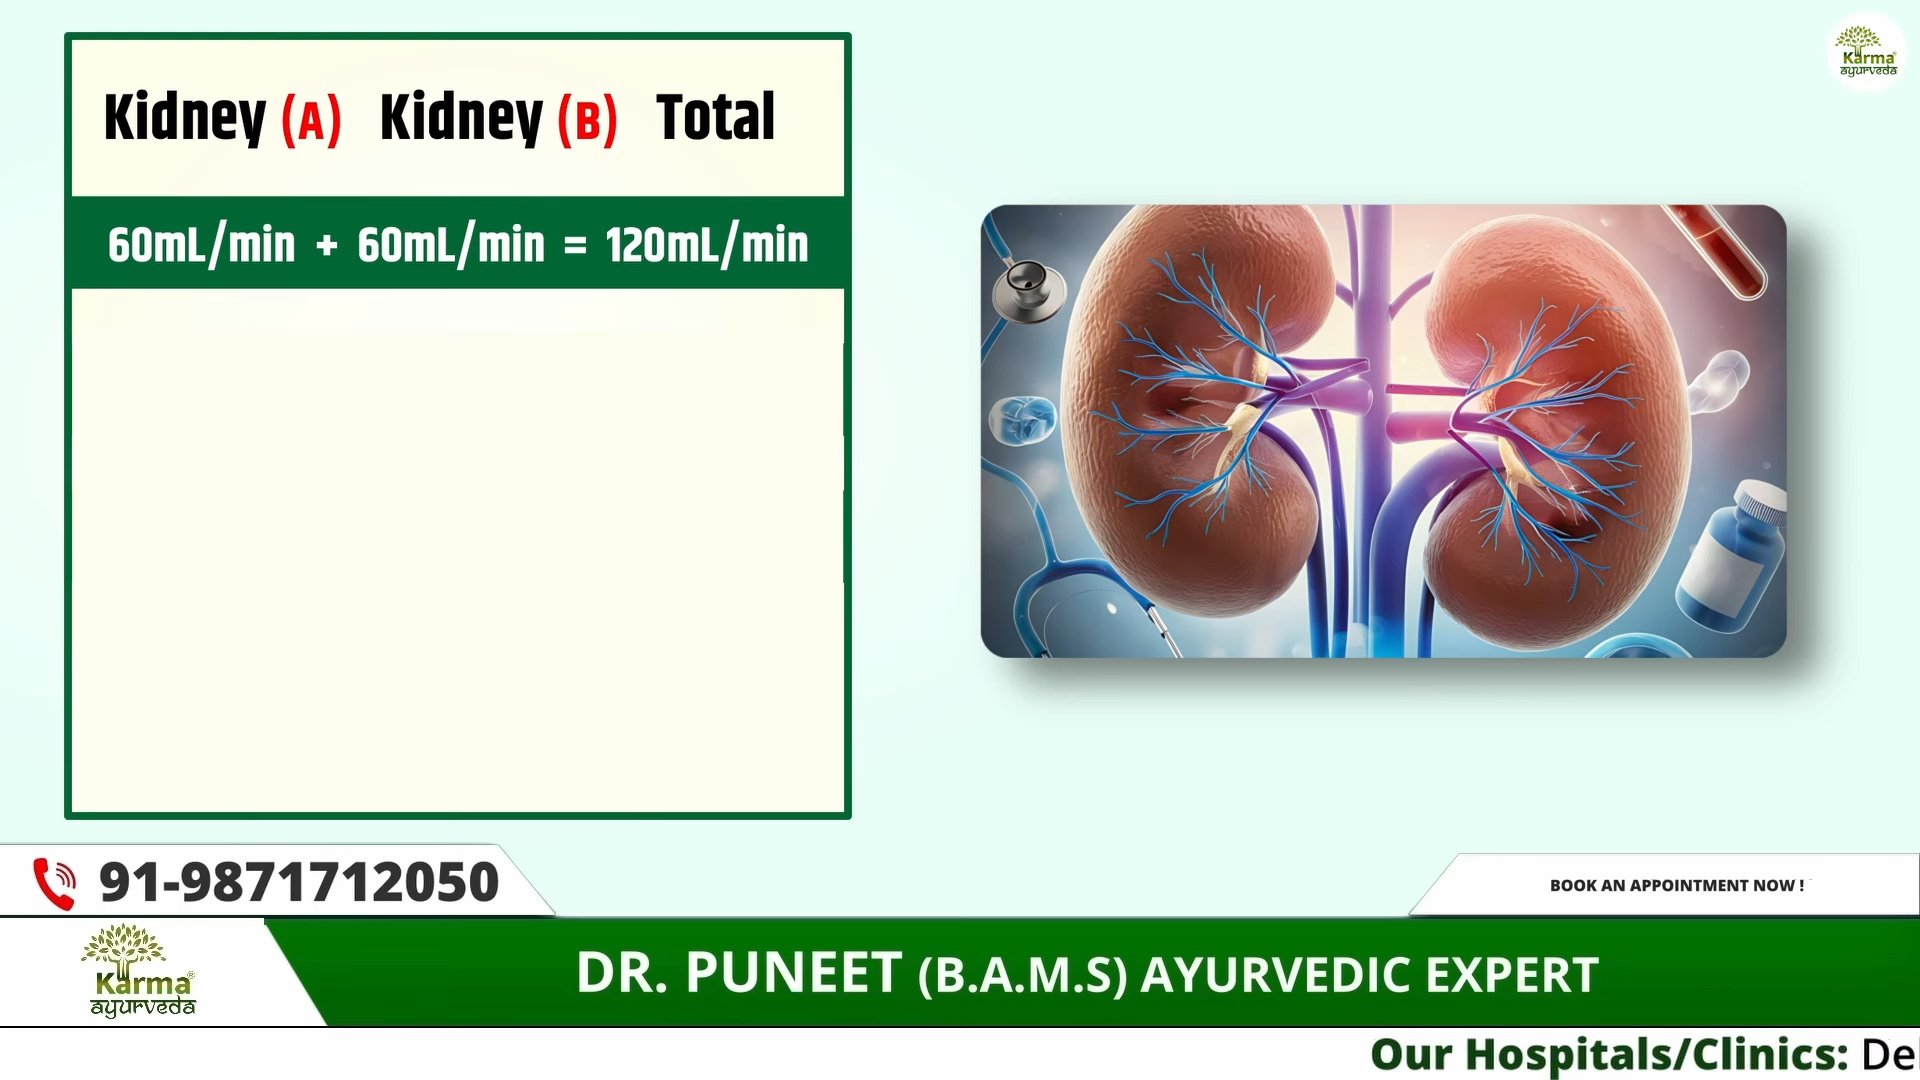 Kidney (A) Kidney (B) Total
60mL/min + 60mL/min = 120mL/min
Karma®
ayurveda
91-9871712050
BOOK AN APPOINTMENT NOW !
Karma®
ayurveda
DR. PUNEET (B.A.M.S) AYURVEDIC EXPERT
Our Hospitals/Clinics: